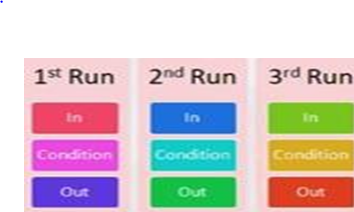 1st Run 2nd Run 3rd Run
In In In
Condition Condition Condition
Out Out Out